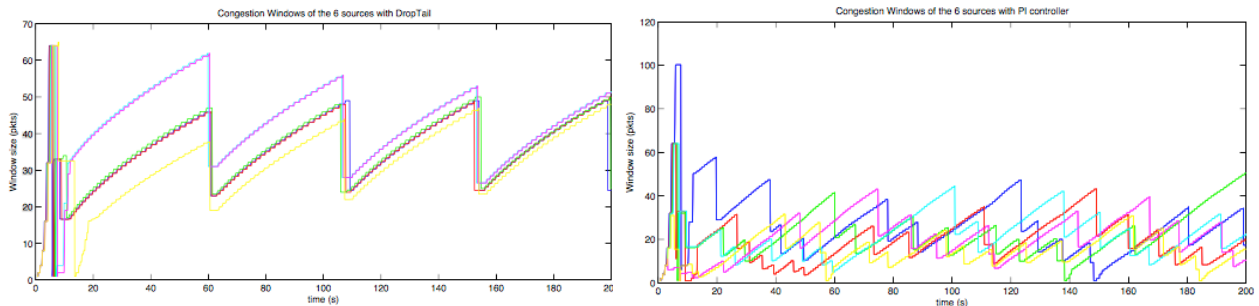 Congestion Windows of the 6 sources with DropTail
70
60
50
40
30
20
10
0
Window size (pkts)
0 20 40 60 80 100 120 140 160 180 200
time (s)
Congestion Windows of the 6 sources with PI controller
120
100
80
60
40
20
0
Window size (pkts)
0 20 40 60 80 100 120 140 160 180 200
time (s)